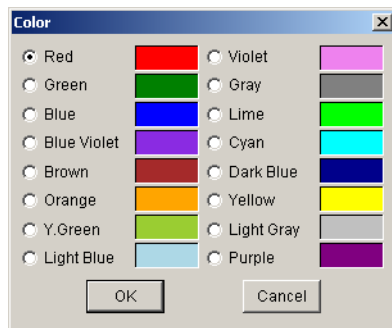 Color
Red Violet
Green Gray
Blue Lime
Blue Violet Cyan
Brown Dark Blue
Orange Yellow
Y.Green Light Gray
Light Blue Purple
OK Cancel